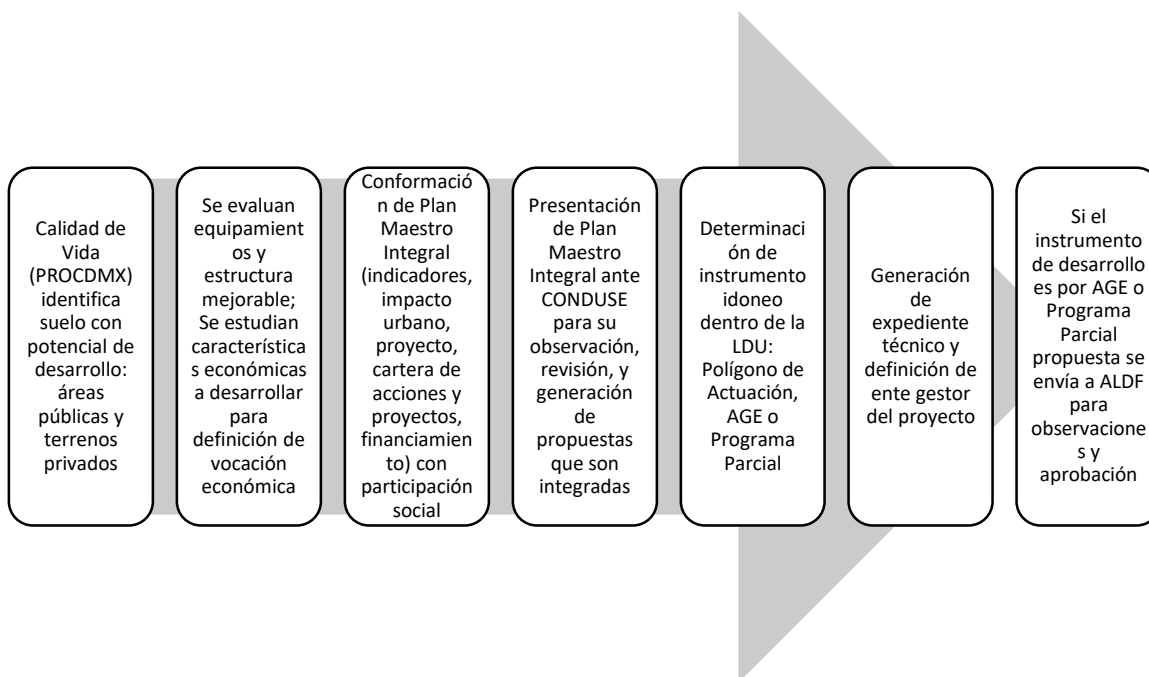 Calidad de
Vida
(PROCDMX)
identifica
suelo con
potencial de
desarrollo:
áreas
públicas y
terrenos
privados
Se evaluan
equipamient
os y
estructura
mejorable;
Se estudian
característica
s económicas
a desarrollar
para
definición de
vocación
económica
Conformació
n de Plan
Maestro
Integral
(indicadores,
impacto
urbano,
proyecto,
cartera de
acciones y
proyectos,
financiamien
to) con
participación
social
Presentación
de Plan
Maestro
Integral ante
CONDUSE
para su
observación,
revisión, y
generación
de
propuestas
que son
integradas
Determinaci
ón de
instrumento
idoneo
dentro de la
LDU:
Polígono de
Actuación,
AGE o
Programa
Parcial
Generación
de
expediente
técnico y
definición de
ente gestor
del proyecto
Si el
instrumento
de desarrollo
es por AGE o
Programa
Parcial
propuesta se
envía a ALDF
para
observacione
s y
aprobación